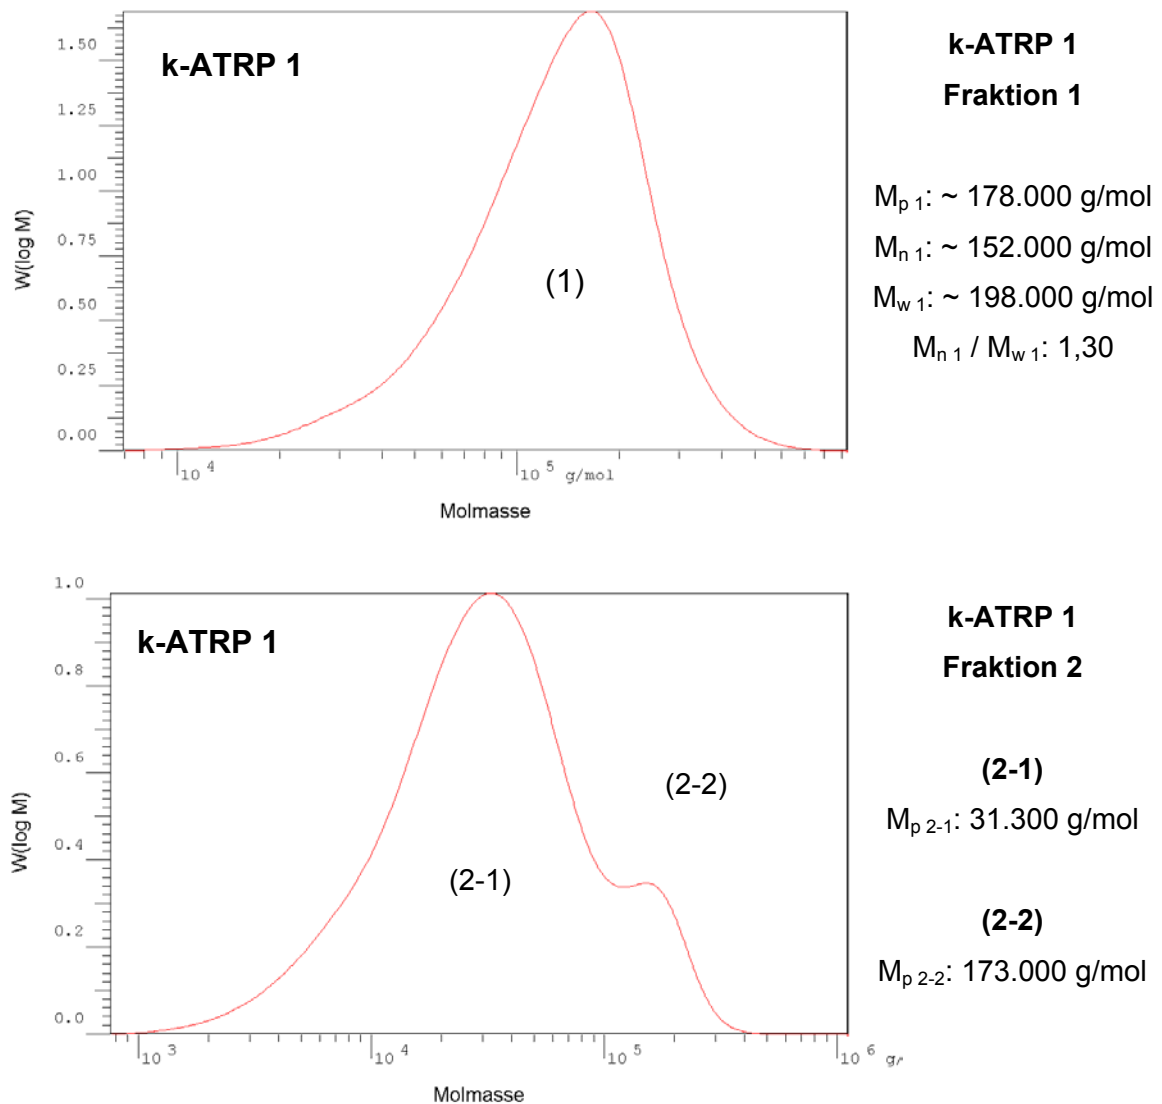 k-ATRP 1
W(log M)
1.50
1.25
1.00
0.75
0.50
0.25
0.00
(1)
10 4
10 5 g/mol
Molmasse
k-ATRP 1
Fraktion 1
Mp 1: ~ 178.000 g/mol
Mn 1: ~ 152.000 g/mol
Mw 1: ~ 198.000 g/mol
Mn 1 / Mw 1: 1,30
k-ATRP 1
W(log M)
1.0
0.8
0.6
0.4
0.2
0.0
(2-2)
(2-1)
10 3
10 4
10 5
10 6 g/
Molmasse
k-ATRP 1
Fraktion 2
(2-1)
Mp 2-1: 31.300 g/mol
(2-2)
Mp 2-2: 173.000 g/mol